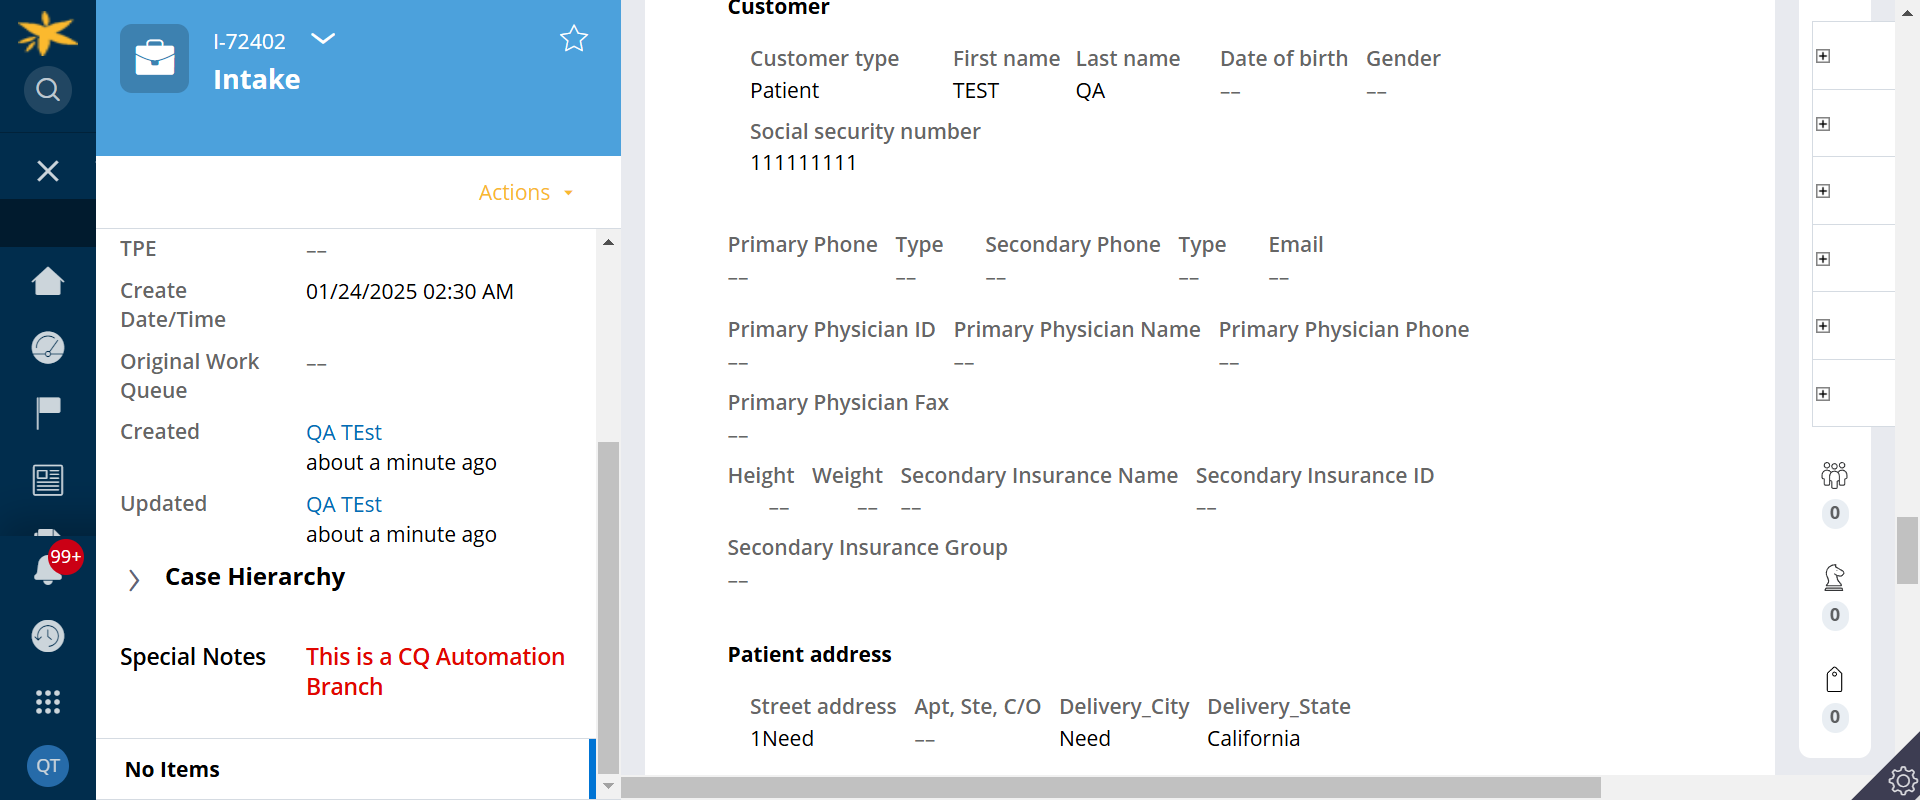 I-72402
Intake
Actions
TPE
––
Create Date/Time
01/24/2025 02:30 AM
Original Work Queue
––
Created
QA TEst
about a minute ago
Updated
QA TEst
about a minute ago
Case Hierarchy
Special Notes
This is a CQ Automation Branch
No Items
99+
QT
Customer
Customer type First name Last name Date of birth Gender
Patient TEST QA –– ––
Social security number
111111111
Primary Phone Type Secondary Phone Type Email
–– –– –– –– ––
Primary Physician ID Primary Physician Name Primary Physician Phone
–– –– ––
Primary Physician Fax
––
Height Weight Secondary Insurance Name Secondary Insurance ID
–– –– –– ––
Secondary Insurance Group
––
Patient address
Street address Apt, Ste, C/O Delivery_City Delivery_State
1Need –– Need California
0
0
0